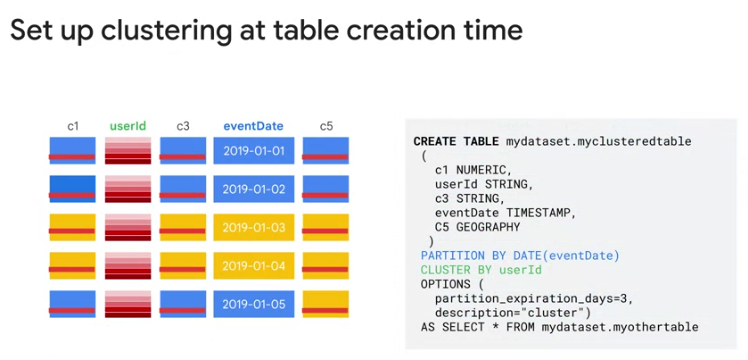 Set up clustering at table creation time
c1 userId c3 eventDate c5
2019-01-01
2019-01-02
2019-01-03
2019-01-04
2019-01-05
CREATE TABLE mydataset.myclusteredtable
(
c1 NUMERIC,
userId STRING,
c3 STRING,
eventDate TIMESTAMP,
C5 GEOGRAPHY
)
PARTITION BY DATE(eventDate)
CLUSTER BY userId
OPTIONS (
partition_expiration_days=3,
description="cluster")
AS SELECT * FROM mydataset.myothertable